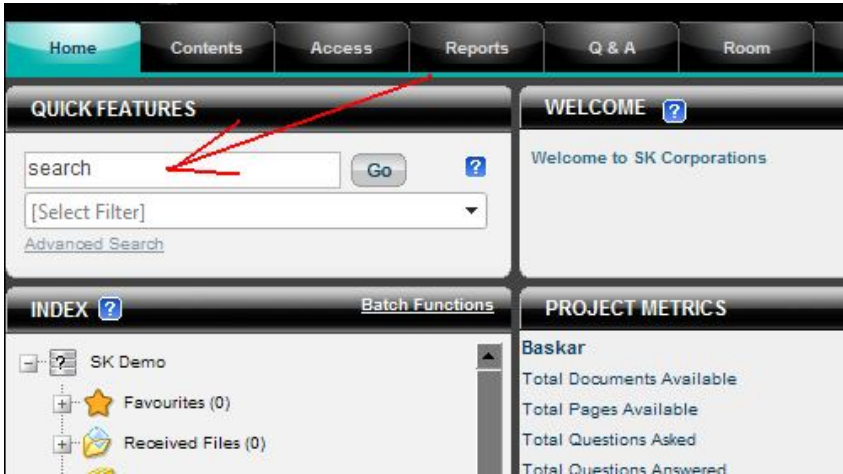 Home Contents Access Reports Q & A Room
QUICK FEATURES
search
Go
[Select Filter]
Advanced Search
WELCOME
Welcome to SK Corporations
INDEX Batch Functions
SK Demo
Favourites (0)
Received Files (0)
PROJECT METRICS
Baskar
Total Documents Available
Total Pages Available
Total Questions Asked
Total Questions Answered